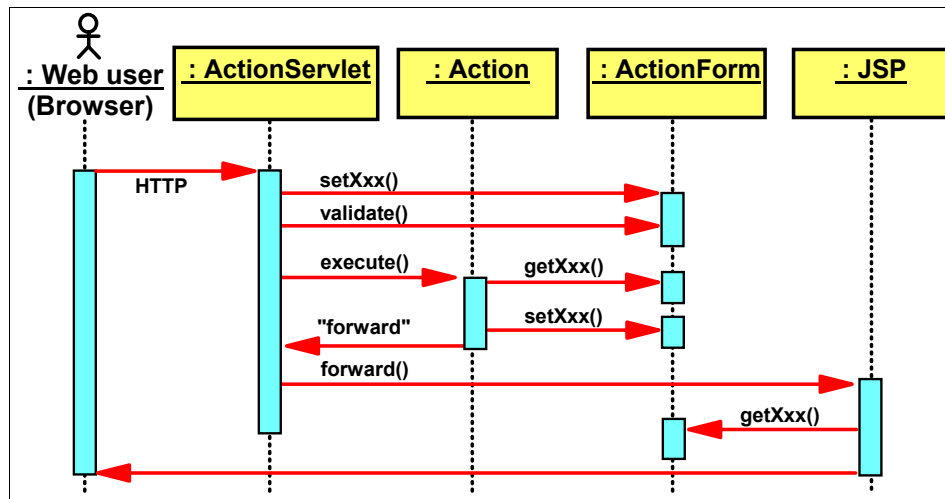 : Web user
(Browser)
: ActionServlet
: Action
: ActionForm
: JSP
HTTP
setXxx()
validate()
execute()
getXxx()
setXxx()
"forward"
forward()
getXxx()